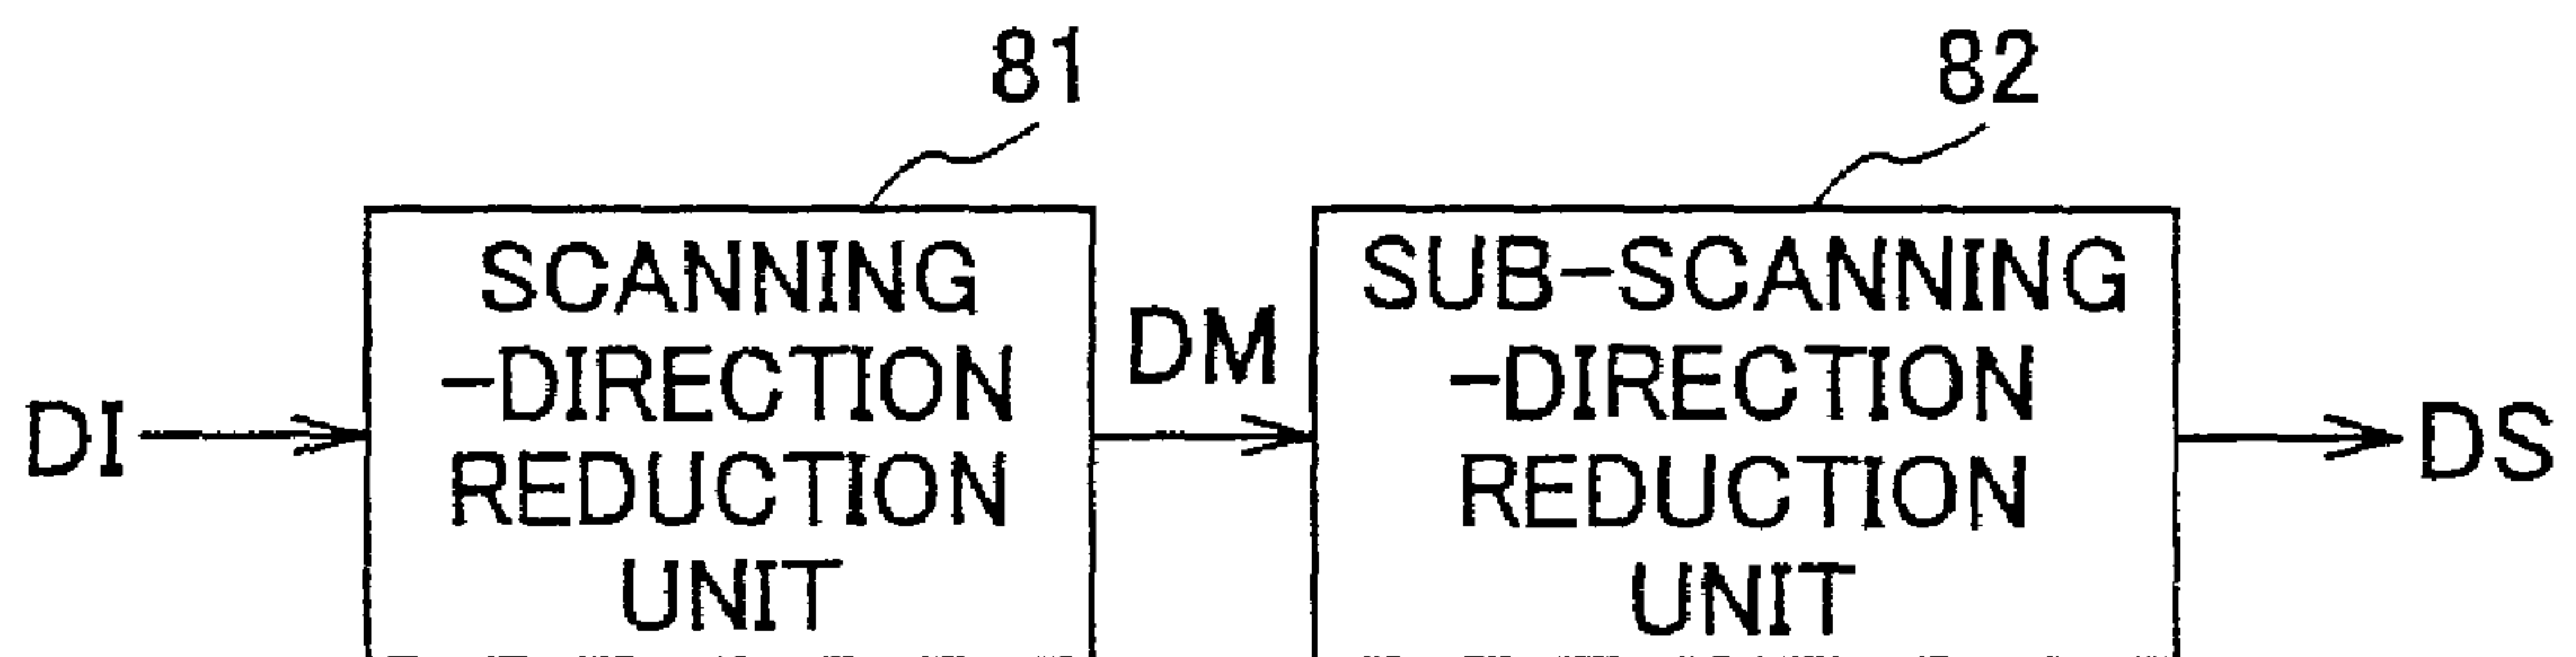 81
82
SCANNING
-DIRECTION
REDUCTION
UNIT
SUB-SCANNING
-DIRECTION
REDUCTION
UNIT
DI
DM
DS